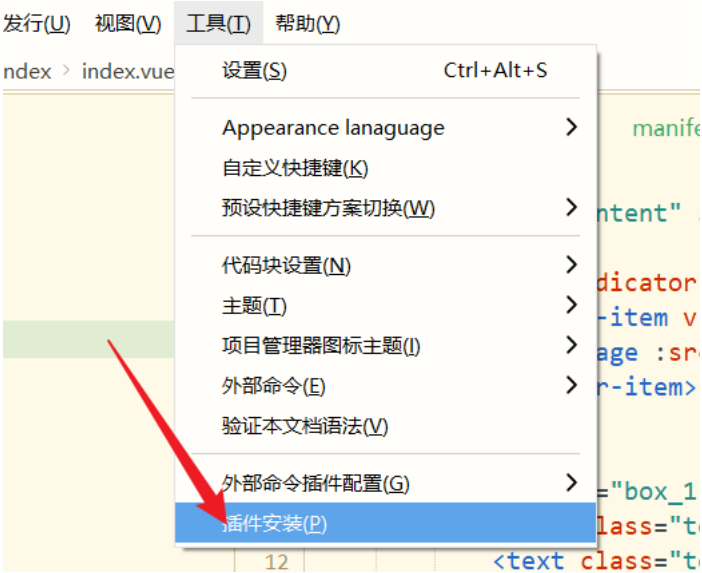 发行(U) 视图(V) 工具(T) 帮助(Y)
ndex > index.vue
设置(S) Ctrl+Alt+S
Appearance lanaguage
manife
自定义快捷键(K)
预设快捷键方案切换(W)
ntent"
代码块设置(N)
dicator
主题(T)
-item v
项目管理器图标主题(I)
age :sr
外部命令(E)
r-item>
验证本文档语法(V)
外部命令插件配置(G)
="box_1
插件安装(P)
lass="t
12 <text class="t